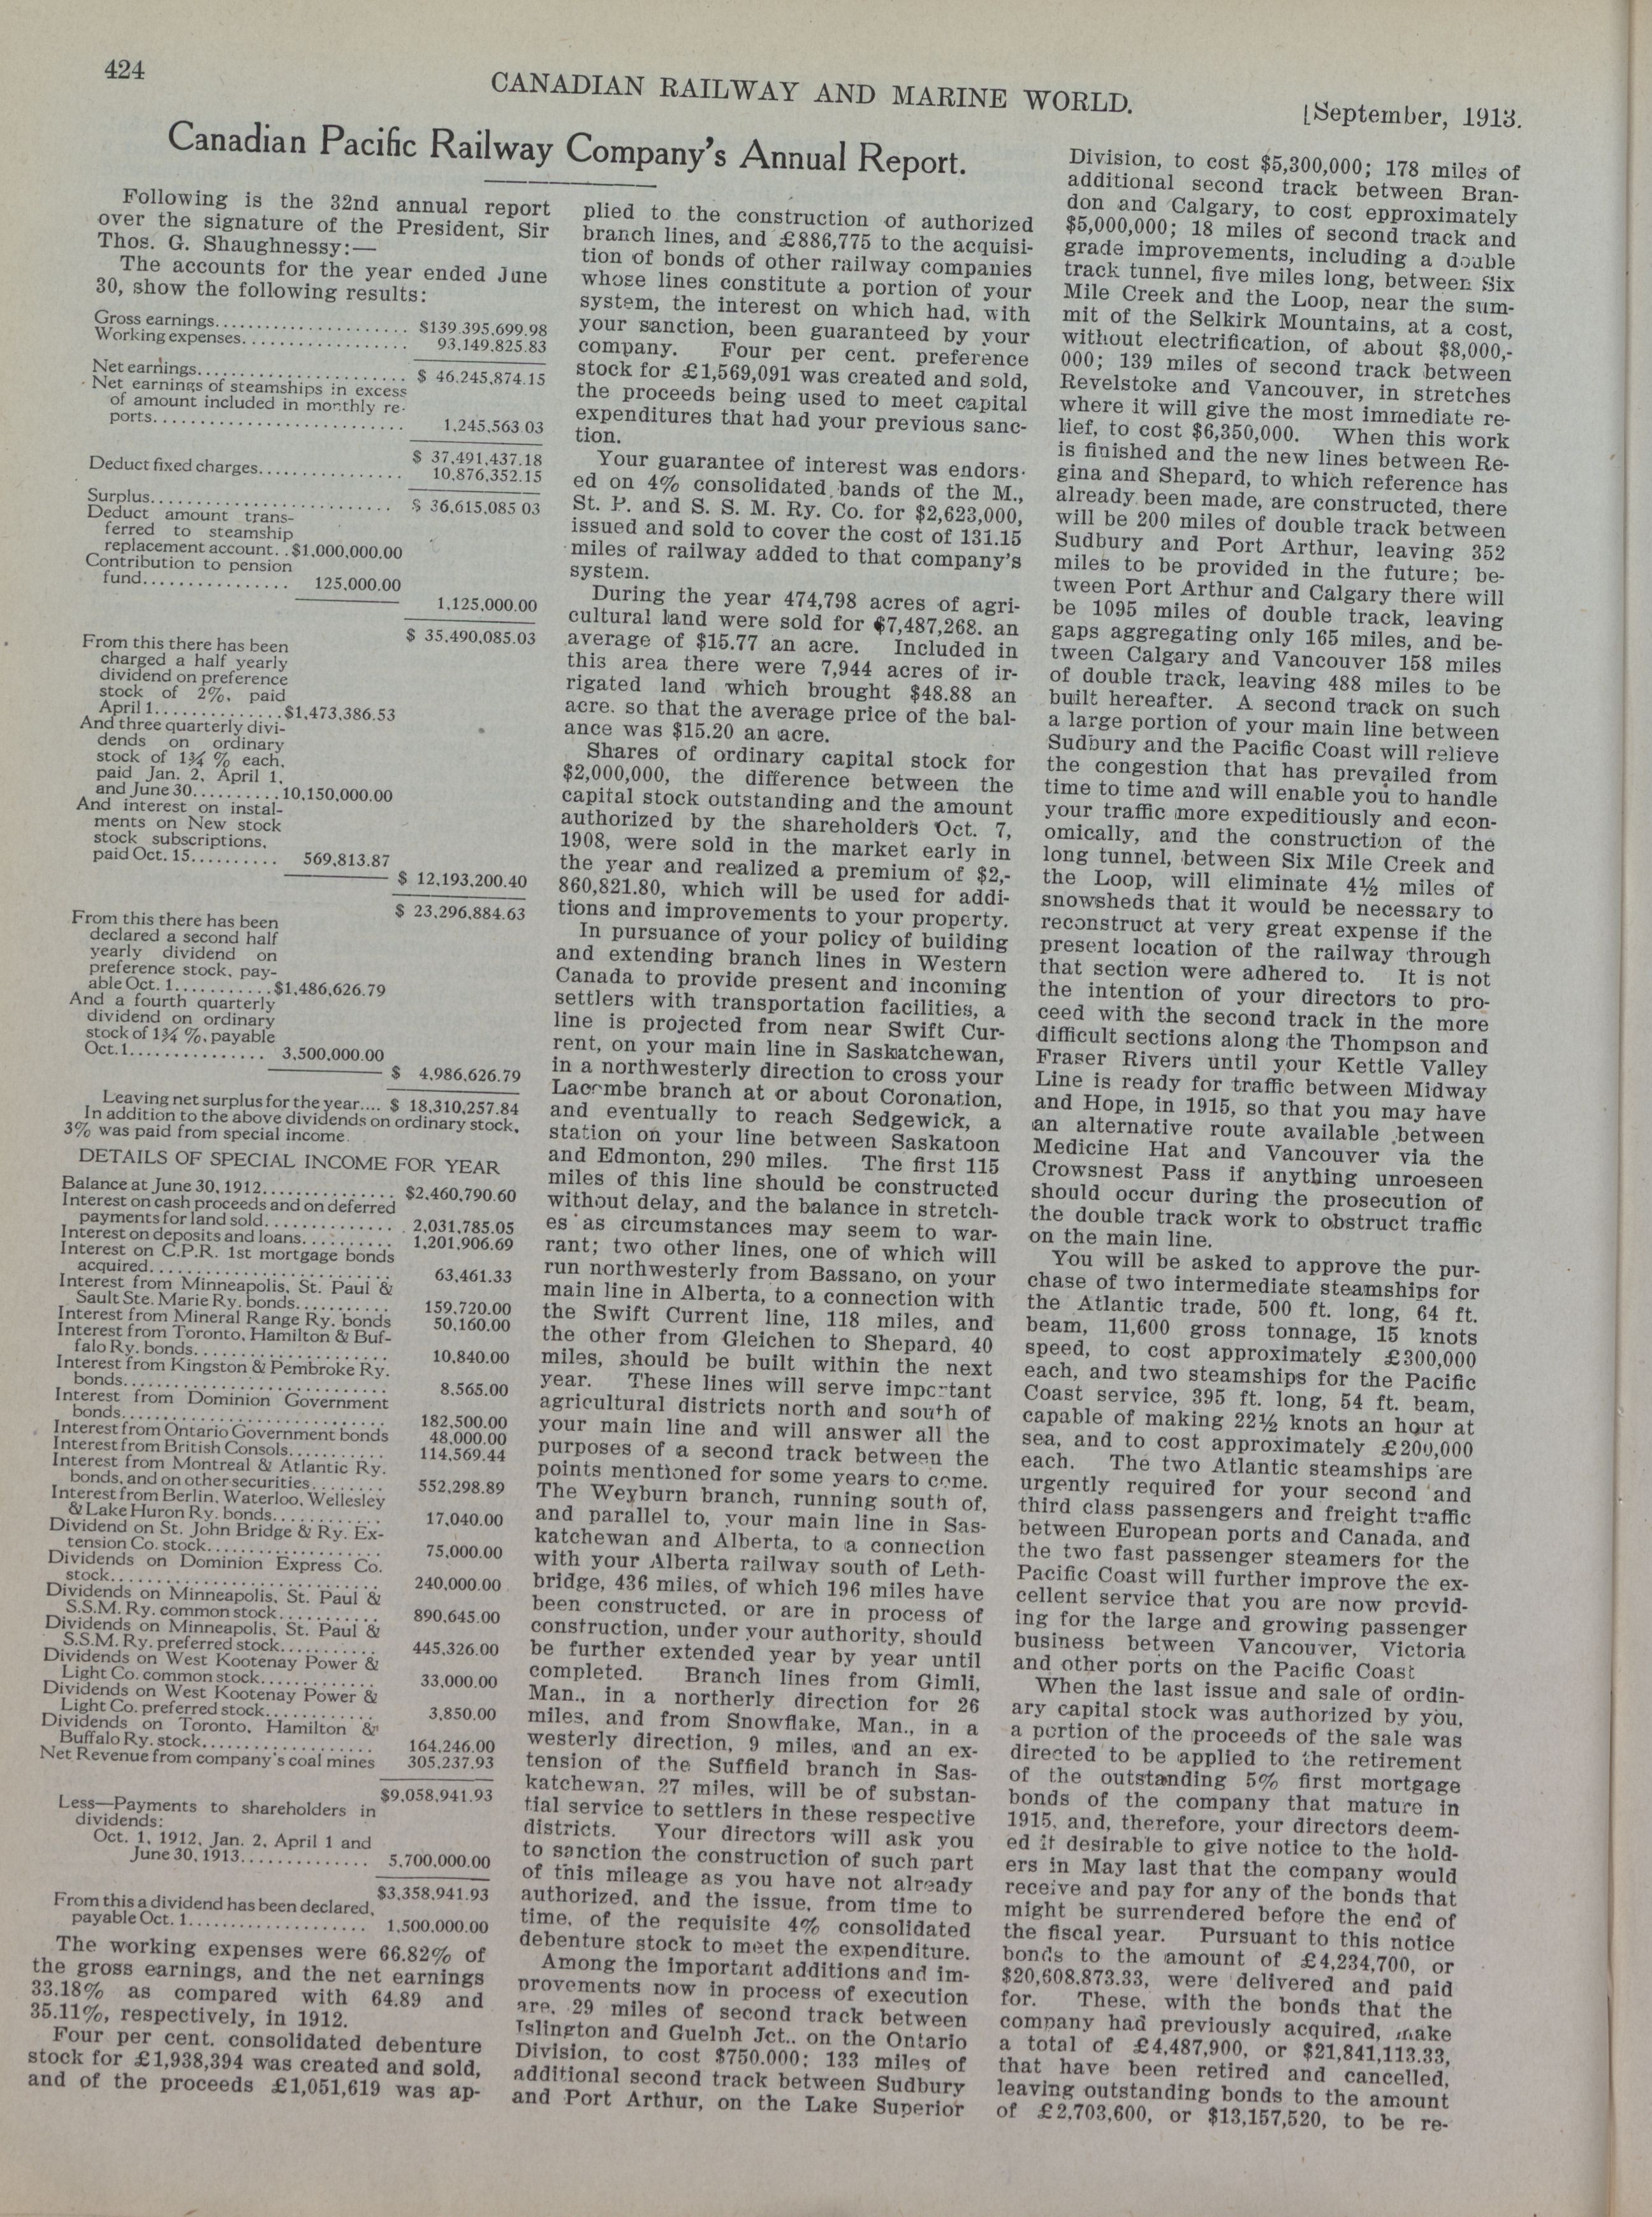 424
CANADIAN RAILWAY AND MARINE WORLD.
[September, 1913.
Canadian Pacific Railway Company's Annual Report.
Following is the 32nd annual report
over the signature of the President, Sir
Thos. G. Shaughnessy:—
The accounts for the year ended June
30, show the following results:
Gross earnings...................... $139.395,699.98
Working expenses.................. 93,149,825.83
Net earnings........................ $ 46,245,874.15
Net earnings of steamships in excess
of amount included in monthly re-
ports............................ 1,245,563 03
$ 37,491,437.18
Deduct fixed charges................ 10,876,352.15
Surplus.................................. $ 36,615,085 03
Deduct amount trans-
ferred to steamship
replacement account. .$1,000,000.00
Contribution to pension
fund................ 125,000.00
1,125,000.00
$ 35,490,085.03
From this there has been
charged a half yearly
dividend on preference
stock of 2%, paid
April 1..............$1,473,386.53
And three quarterly divi-
dends on ordinary
stock of 1¾ % each,
paid Jan. 2, April 1,
and June 30..........10,150,000.00
And interest on instal-
ments on New stock
stock subscriptions,
paid Oct. 15.......... 569,813.87
$ 12,193,200.40
$ 23,296,884.63
From this there has been
declared a second half
yearly dividend on
preference stock, pay-
able Oct. 1...........$1,486,626.79
And a fourth quarterly
dividend on ordinary
stock of 1¾ %, payable
Oct.1............... 3,500,000.00
$ 4,986,626.79
Leaving net surplus for the year.... $ 18,310,257.84
In addition to the above dividends on ordinary stock,
3% was paid from special income.
DETAILS OF SPECIAL INCOME FOR YEAR
Balance at June 30, 1912................ $2,460,790.60
Interest on cash proceeds and on deferred
payments for land sold.............. 2,031,785.05
Interest on deposits and loans.......... 1,201,906.69
Interest on C.P.R. 1st mortgage bonds
acquired.......................... 63,461.33
Interest from Minneapolis, St. Paul &
Sault Ste. Marie Ry. bonds........... 159,720.00
Interest from Mineral Range Ry. bonds 50,160.00
Interest from Toronto, Hamilton & Buf-
falo Ry. bonds..................... 10,840.00
Interest from Kingston & Pembroke Ry.
bonds............................ 8,565.00
Interest from Dominion Government
bonds............................ 182,500.00
Interest from Ontario Government bonds 48,000.00
Interest from British Consols.......... 114,569.44
Interest from Montreal & Atlantic Ry.
bonds, and on other securities........ 552,298.89
Interest from Berlin, Waterloo, Wellesley
& Lake Huron Ry. bonds............ 17,040.00
Dividend on St. John Bridge & Ry. Ex-
tension Co. stock................... 75,000.00
Dividends on Dominion Express Co.
stock.............................. 240,000.00
Dividends on Minneapolis, St. Paul &
S.S.M. Ry. common stock........... 890,645.00
Dividends on Minneapolis, St. Paul &
S.S.M. Ry. preferred stock........... 445,326.00
Dividends on West Kootenay Power &
Light Co. common stock............. 33,000.00
Dividends on West Kootenay Power &
Light Co. preferred stock............ 3,850.00
Dividends on Toronto, Hamilton &
Buffalo Ry. stock................... 164,246.00
Net Revenue from company's coal mines 305,237.93
$9,058,941.93
Less—Payments to shareholders in
dividends:
Oct. 1, 1912, Jan. 2, April 1 and
June 30, 1913.............. 5,700,000.00
$3,358,941.93
From this a dividend has been declared,
payable Oct. 1.................... 1,500,000.00
The working expenses were 66.82% of
the gross earnings, and the net earnings
33.18% as compared with 64.89 and
35.11%, respectively, in 1912.
Four per cent. consolidated debenture
stock for £1,938,394 was created and sold,
and of the proceeds £1,051,619 was ap-
plied to the construction of authorized
branch lines, and £886,775 to the acquisi-
tion of bonds of other railway companies
whose lines constitute a portion of your
system, the interest on which had, with
your sanction, been guaranteed by your
company. Four per cent. preference
stock for £1,569,091 was created and sold,
the proceeds being used to meet capital
expenditures that had your previous sanc-
tion.
Your guarantee of interest was endors-
ed on 4% consolidated bands of the M.,
St. P. and S. S. M. Ry. Co. for $2,623,000,
issued and sold to cover the cost of 131.15
miles of railway added to that company's
system.
During the year 474,798 acres of agri-
cultural land were sold for $7,487,268. an
average of $15.77 an acre. Included in
this area there were 7,944 acres of ir-
rigated land which brought $48.88 an
acre. so that the average price of the bal-
ance was $15.20 an acre.
Shares of ordinary capital stock for
$2,000,000, the difference between the
capital stock outstanding and the amount
authorized by the shareholders Oct. 7,
1908, were sold in the market early in
the year and realized a premium of $2,-
860,821.80, which will be used for addi-
tions and improvements to your property.
In pursuance of your policy of building
and extending branch lines in Western
Canada to provide present and incoming
settlers with transportation facilities, a
line is projected from near Swift Cur-
rent, on your main line in Saskatchewan,
in a northwesterly direction to cross your
Lacombe branch at or about Coronation,
and eventually to reach Sedgewick, a
station on your line between Saskatoon
and Edmonton, 290 miles. The first 115
miles of this line should be constructed
without delay, and the balance in stretch-
es as circumstances may seem to war-
rant; two other lines, one of which will
run northwesterly from Bassano, on your
main line in Alberta, to a connection with
the Swift Current line, 118 miles, and
the other from Gleichen to Shepard, 40
miles, should be built within the next
year. These lines will serve important
agricultural districts north and south of
your main line and will answer all the
purposes of a second track between the
points mentioned for some years to come.
The Weyburn branch, running south of,
and parallel to, your main line in Sas-
katchewan and Alberta, to a connection
with your Alberta railway south of Leth-
bridge, 436 miles, of which 196 miles have
been constructed, or are in process of
construction, under your authority, should
be further extended year by year until
completed. Branch lines from Gimli,
Man., in a northerly direction for 26
miles, and from Snowflake, Man., in a
westerly direction, 9 miles, and an ex-
tension of the Suffield branch in Sas-
katchewan, 27 miles, will be of substan-
tial service to settlers in these respective
districts. Your directors will ask you
to sanction the construction of such part
of this mileage as you have not already
authorized, and the issue, from time to
time, of the requisite 4% consolidated
debenture stock to meet the expenditure.
Among the important additions and im-
provements now in process of execution
are, 29 miles of second track between
Islington and Guelph Jct., on the Ontario
Division, to cost $750.000; 133 miles of
additional second track between Sudbury
and Port Arthur, on the Lake Superior
Division, to cost $5,300,000; 178 miles of
additional second track between Bran-
don and Calgary, to cost epproximately
$5,000,000; 18 miles of second track and
grade improvements, including a double
track tunnel, five miles long, between Six
Mile Creek and the Loop, near the sum-
mit of the Selkirk Mountains, at a cost,
without electrification, of about $8,000,-
000; 139 miles of second track between
Revelstoke and Vancouver, in stretches
where it will give the most immediate re-
lief, to cost $6,350,000. When this work
is finished and the new lines between Re-
gina and Shepard, to which reference has
already been made, are constructed, there
will be 200 miles of double track between
Sudbury and Port Arthur, leaving 352
miles to be provided in the future; be-
tween Port Arthur and Calgary there will
be 1095 miles of double track, leaving
gaps aggregating only 165 miles, and be-
tween Calgary and Vancouver 158 miles
of double track, leaving 488 miles to be
built hereafter. A second track on such
a large portion of your main line between
Sudbury and the Pacific Coast will relieve
the congestion that has prevailed from
time to time and will enable you to handle
your traffic more expeditiously and econ-
omically, and the construction of the
long tunnel, between Six Mile Creek and
the Loop, will eliminate 4½ miles of
snowsheds that it would be necessary to
reconstruct at very great expense if the
present location of the railway through
that section were adhered to. It is not
the intention of your directors to pro-
ceed with the second track in the more
difficult sections along the Thompson and
Fraser Rivers until your Kettle Valley
Line is ready for traffic between Midway
and Hope, in 1915, so that you may have
an alternative route available between
Medicine Hat and Vancouver via the
Crowsnest Pass if anything unroeseen
should occur during the prosecution of
the double track work to obstruct traffic
on the main line.
You will be asked to approve the pur-
chase of two intermediate steamships for
the Atlantic trade, 500 ft. long, 64 ft.
beam, 11,600 gross tonnage, 15 knots
speed, to cost approximately £300,000
each, and two steamships for the Pacific
Coast service, 395 ft. long, 54 ft. beam,
capable of making 22½ knots an hour at
sea, and to cost approximately £200,000
each. The two Atlantic steamships are
urgently required for your second and
third class passengers and freight traffic
between European ports and Canada, and
the two fast passenger steamers for the
Pacific Coast will further improve the ex-
cellent service that you are now provid-
ing for the large and growing passenger
business between Vancouver, Victoria
and other ports on the Pacific Coast
When the last issue and sale of ordin-
ary capital stock was authorized by you,
a portion of the proceeds of the sale was
directed to be applied to the retirement
of the outstanding 5% first mortgage
bonds of the company that mature in
1915, and, therefore, your directors deem-
ed it desirable to give notice to the hold-
ers in May last that the company would
receive and pay for any of the bonds that
might be surrendered before the end of
the fiscal year. Pursuant to this notice
bonds to the amount of £4,234,700, or
$20,608.873.33, were delivered and paid
for. These, with the bonds that the
company had previously acquired, make
a total of £4,487,900, or $21,841,113.33,
that have been retired and cancelled,
leaving outstanding bonds to the amount
of £2,703,600, or $13,157,520, to be re-